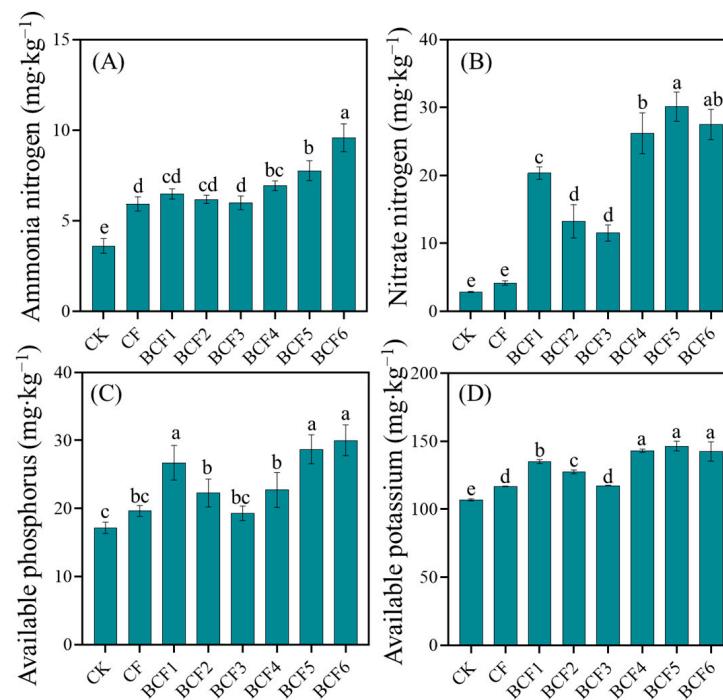 (A)
Ammonia nitrogen (mg·kg⁻¹)
15
10
5
0
e
d
cd
cd
d
bc
b
a
CK
CF
BCF1
BCF2
BCF3
BCF4
BCF5
BCF6
(B)
Nitrate nitrogen (mg·kg⁻¹)
40
30
20
10
0
e
e
c
d
d
b
a
ab
CK
CF
BCF1
BCF2
BCF3
BCF4
BCF5
BCF6
(C)
Available phosphorus (mg·kg⁻¹)
40
30
20
10
0
c
bc
a
b
bc
b
a
a
CK
CF
BCF1
BCF2
BCF3
BCF4
BCF5
BCF6
(D)
Available potassium (mg·kg⁻¹)
200
150
100
50
0
e
d
b
c
d
a
a
a
CK
CF
BCF1
BCF2
BCF3
BCF4
BCF5
BCF6